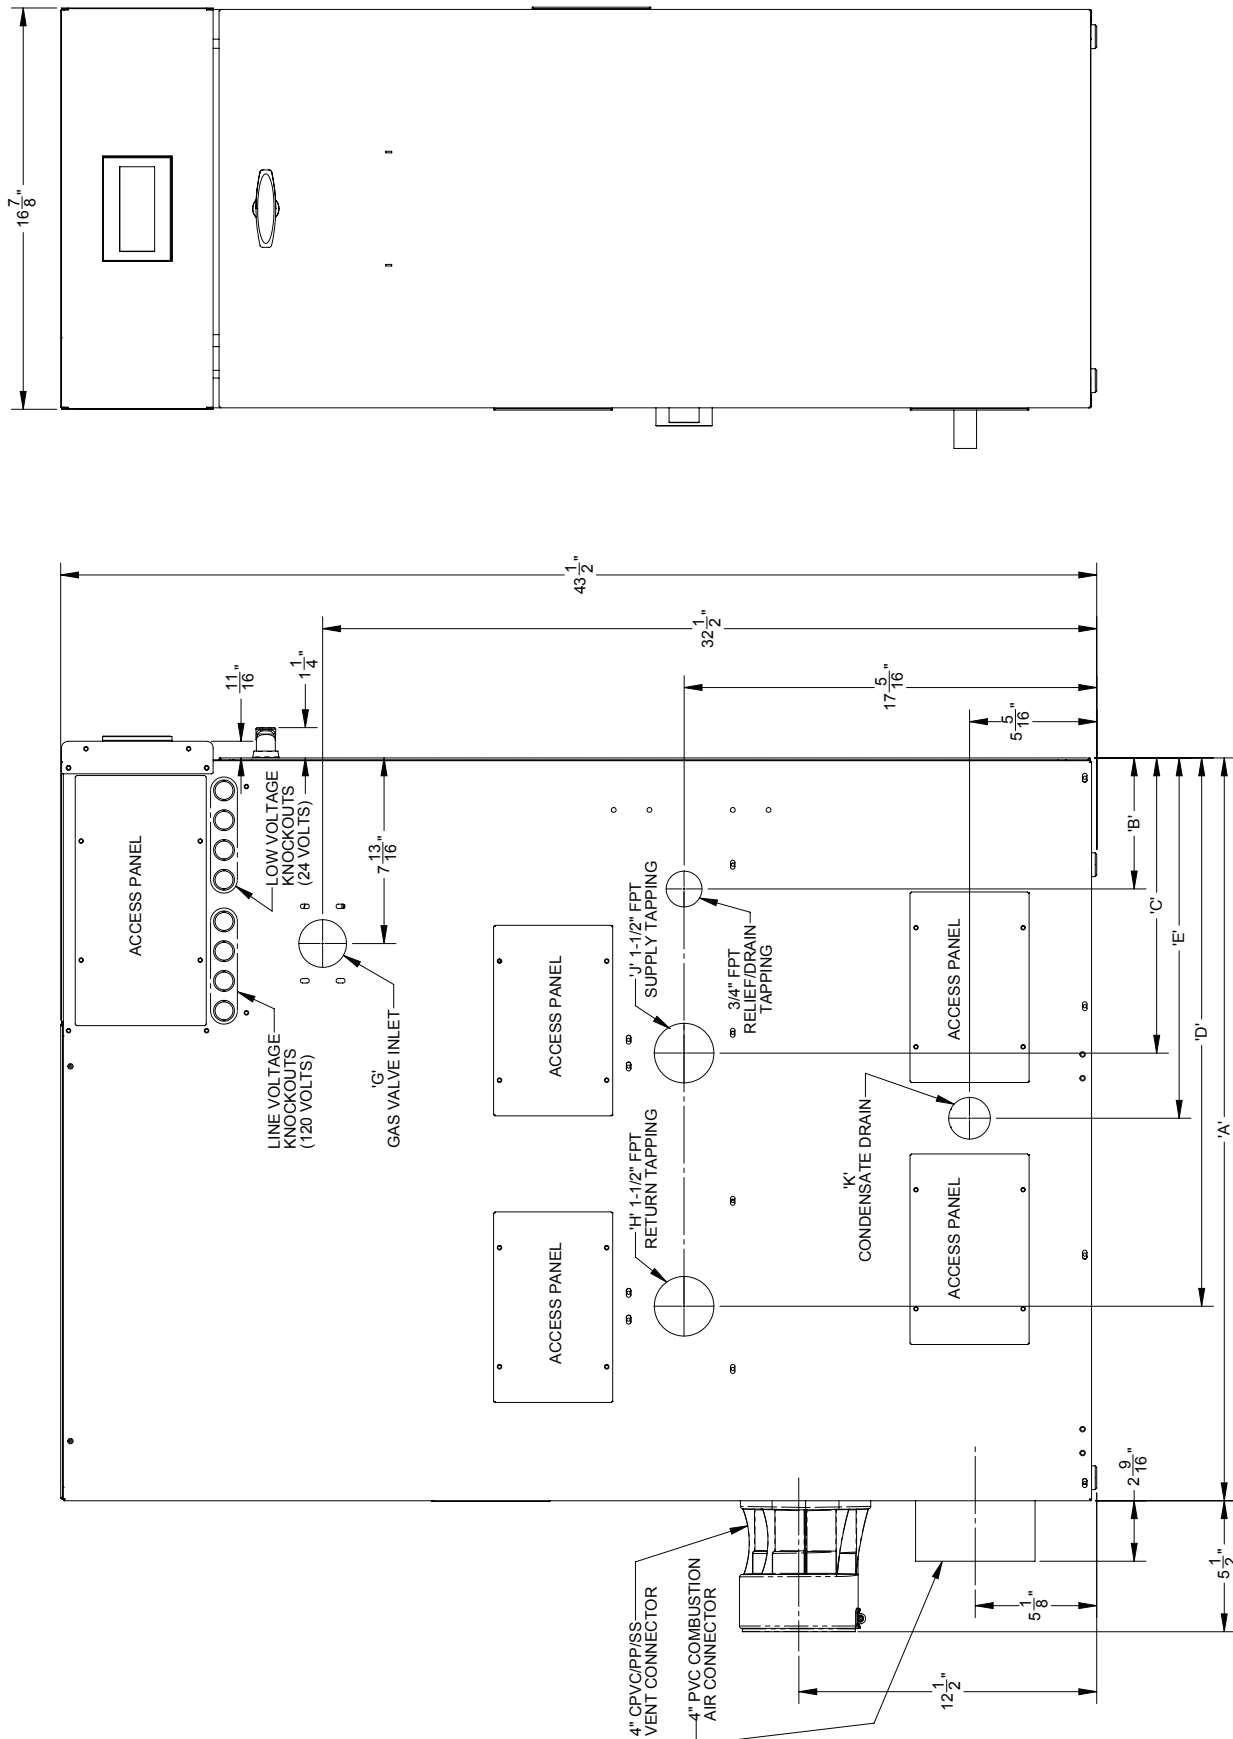 16 7/8"
43 1/2"
32 1/2"
17 5/16"
5 5/16"
11/16"
1 1/4"
7 13/16"
ACCESS PANEL
LOW VOLTAGE
KNOCKOUTS
(24 VOLTS)
LINE VOLTAGE
KNOCKOUTS
(120 VOLTS)
'G'
GAS VALVE INLET
ACCESS PANEL
ACCESS PANEL
'J' 1-1/2" FPT
SUPPLY TAPPING
'H' 1-1/2" FPT
RETURN TAPPING
3/4" FPT
RELIEF/DRAIN
TAPPING
'K'
CONDENSATE DRAIN
ACCESS PANEL
ACCESS PANEL
'B'
'C'
'E'
'D'
'A'
4" CPVC/PP/SS
VENT CONNECTOR
4" PVC COMBUSTION
AIR CONNECTOR
2 9/16"
5 1/2"
5 1/8"
12 1/2"